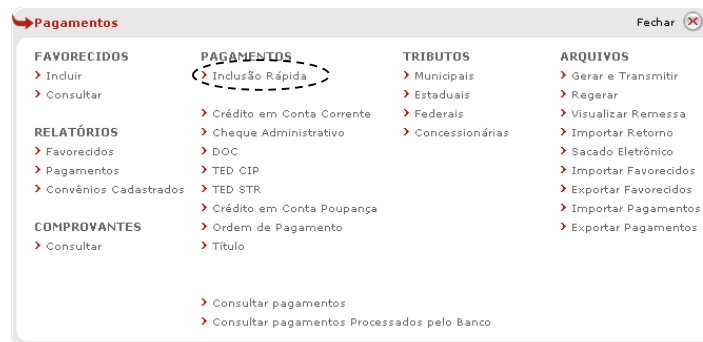 Pagamentos
Fechar
FAVORECIDOS
Incluir
Consultar
RELATÓRIOS
Favorecidos
Pagamentos
Convênios Cadastrados
COMPROVANTES
Consultar
PAGAMENTOS
Inclusão Rápida
Crédito em Conta Corrente
Cheque Administrativo
DOC
TED CIP
TED STR
Crédito em Conta Poupança
Ordem de Pagamento
Título
Consultar pagamentos
Consultar pagamentos Processados pelo Banco
TRIBUTOS
Municipais
Estaduais
Federais
Concessionárias
ARQUIVOS
Gerar e Transmitir
Regerar
Visualizar Remessa
Importar Retorno
Sacado Eletrônico
Importar Favorecidos
Exportar Favorecidos
Importar Pagamentos
Exportar Pagamentos